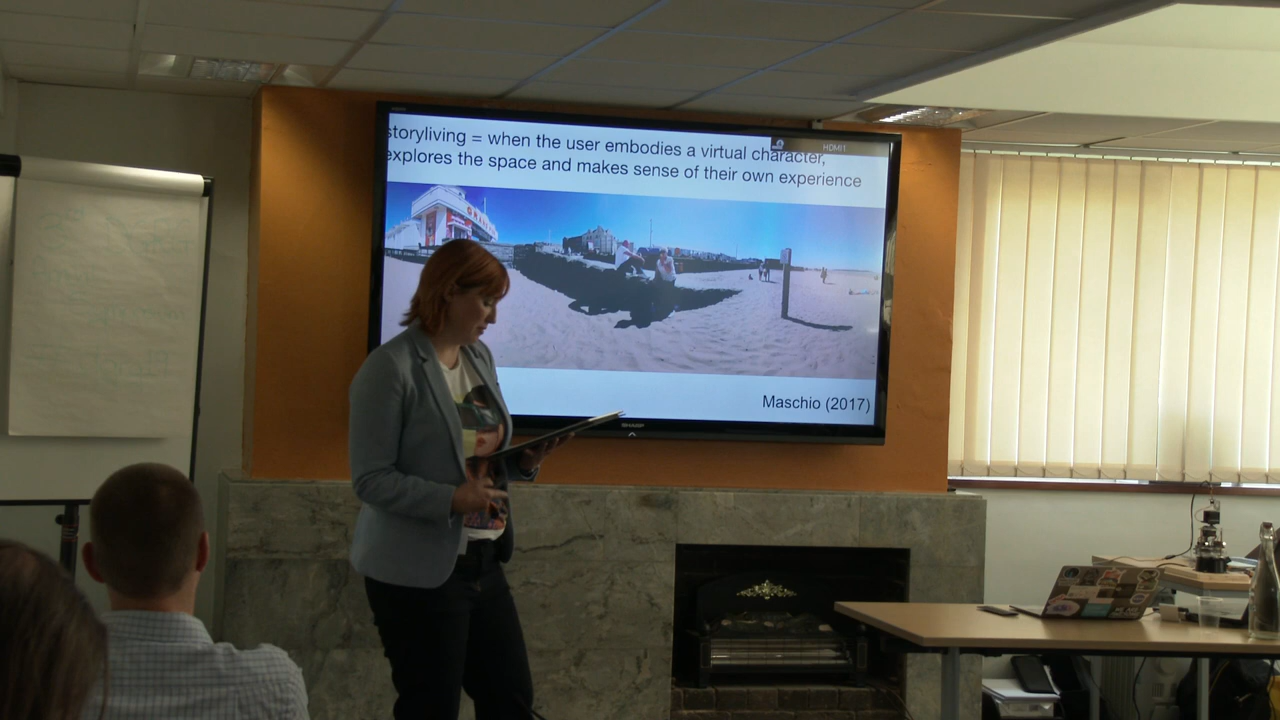 storyliving = when the user embodies a virtual character,
HDMI1
explores the space and makes sense of their own experience
Maschio (2017)
SHARP